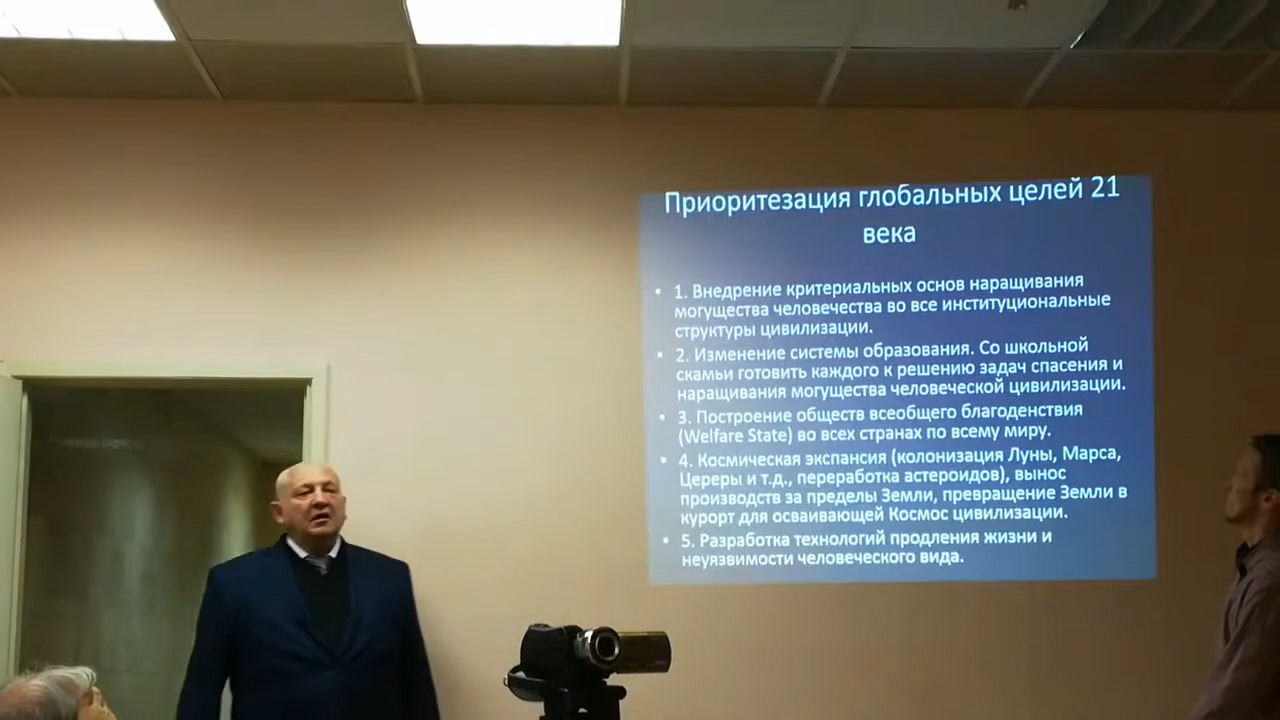 Приоритезация глобальных целей 21
века
• 1. Внедрение критериальных основ наращивания
могущества человечества во все институциональные
структуры цивилизации.
• 2. Изменение системы образования. Со школьной
скамьи готовить каждого к решению задач спасения и
наращивания могущества человеческой цивилизации.
• 3. Построение обществ всеобщего благоденствия
(Welfare State) во всех странах по всему миру.
• 4. Космическая экспансия (колонизация Луны, Марса,
Цереры и т.д., переработка астероидов), вынос
производств за пределы Земли, превращение Земли в
курорт для осваивающей Космос цивилизации.
• 5. Разработка технологий продления жизни и
неуязвимости человеческого вида.